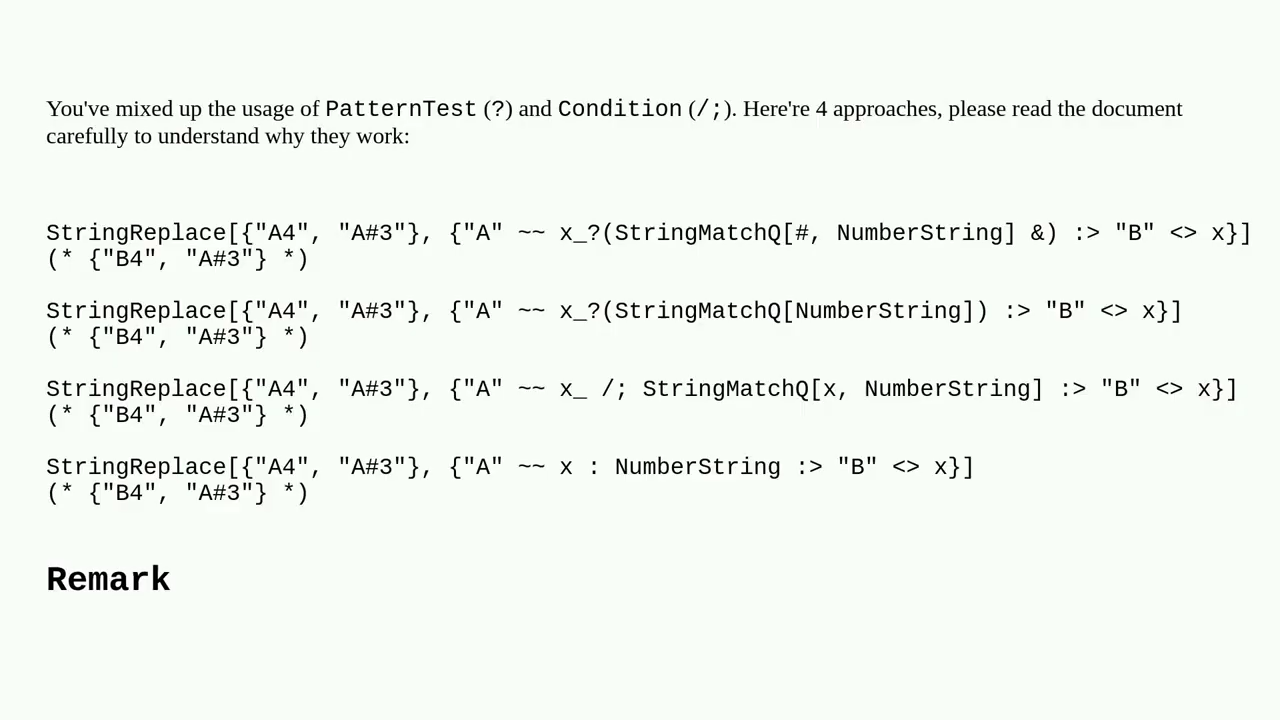 You've mixed up the usage of PatternTest (?) and Condition (/;). Here're 4 approaches, please read the document
carefully to understand why they work:
StringReplace[{"A4", "A#3"}, {"A" ~~ x_?(StringMatchQ[#, NumberString] &) :> "B" <> x}]
(* {"B4", "A#3"} *)
StringReplace[{"A4", "A#3"}, {"A" ~~ x_?(StringMatchQ[NumberString]) :> "B" <> x}]
(* {"B4", "A#3"} *)
StringReplace[{"A4", "A#3"}, {"A" ~~ x_ /; StringMatchQ[x, NumberString] :> "B" <> x}]
(* {"B4", "A#3"} *)
StringReplace[{"A4", "A#3"}, {"A" ~~ x : NumberString :> "B" <> x}]
(* {"B4", "A#3"} *)
Remark